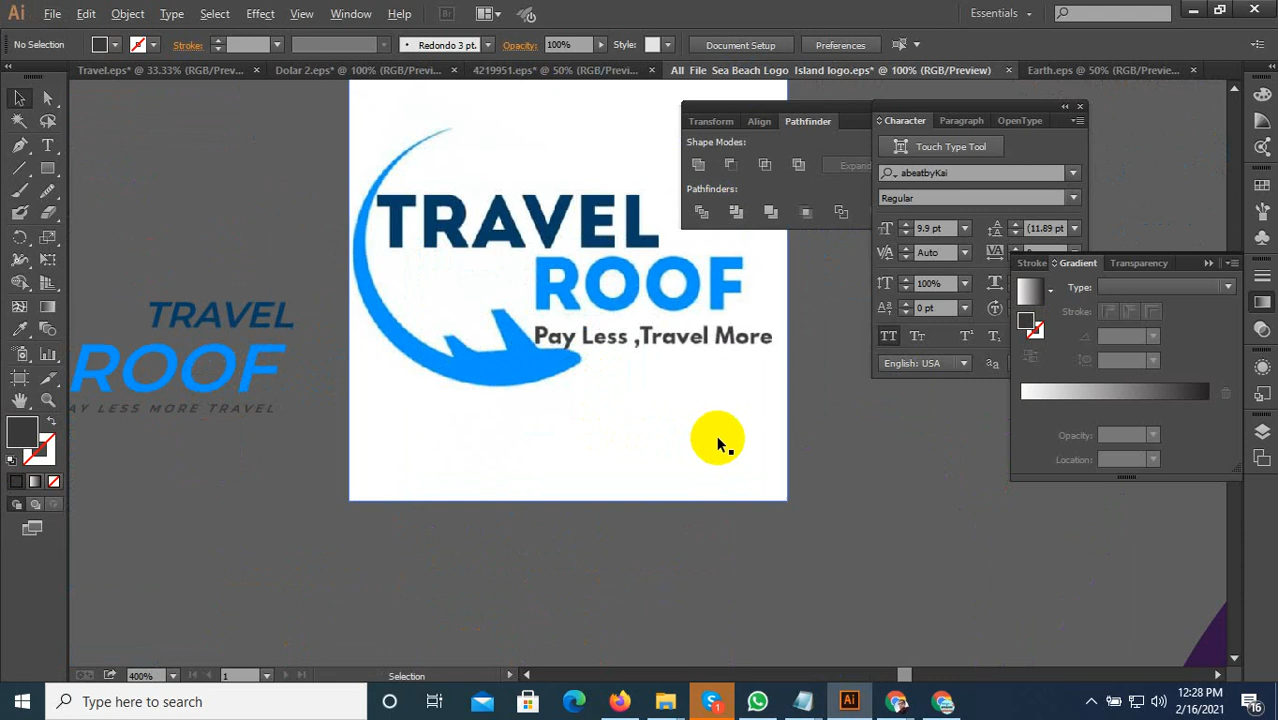 Ai File Edit Object Type Select Effect View Window Help Br Essentials
No Selection Stroke: Redondo 3 pt. Opacity: 100% Style: Document Setup Preferences
Travel.eps* @ 33.33% (RGB/Prev... × Dolar 2.eps* @ 100% (RGB/Previ... × 4219951.eps* @ 50% (RGB/Previ... × All File Sea Beach Logo Island logo.eps* @ 100% (RGB/Preview) × Earth.eps @ 50% (RGB/Preview) ×
Transform Align Pathfinder
Shape Modes:
Expand
Pathfinders:
Character Paragraph OpenType
Touch Type Tool
abeatbyKai
Regular
9.9 pt (11.89 pt)
Auto
100%
0 pt
English: USA
Stroke Gradient Transparency
Type:
Stroke:
Opacity:
Location:
TRAVEL
ROOF
Pay Less ,Travel More
TRAVEL
ROOF
AY LESS MORE TRAVEL
400% 1 Selection
Type here to search
12:28 PM
2/16/2021
16